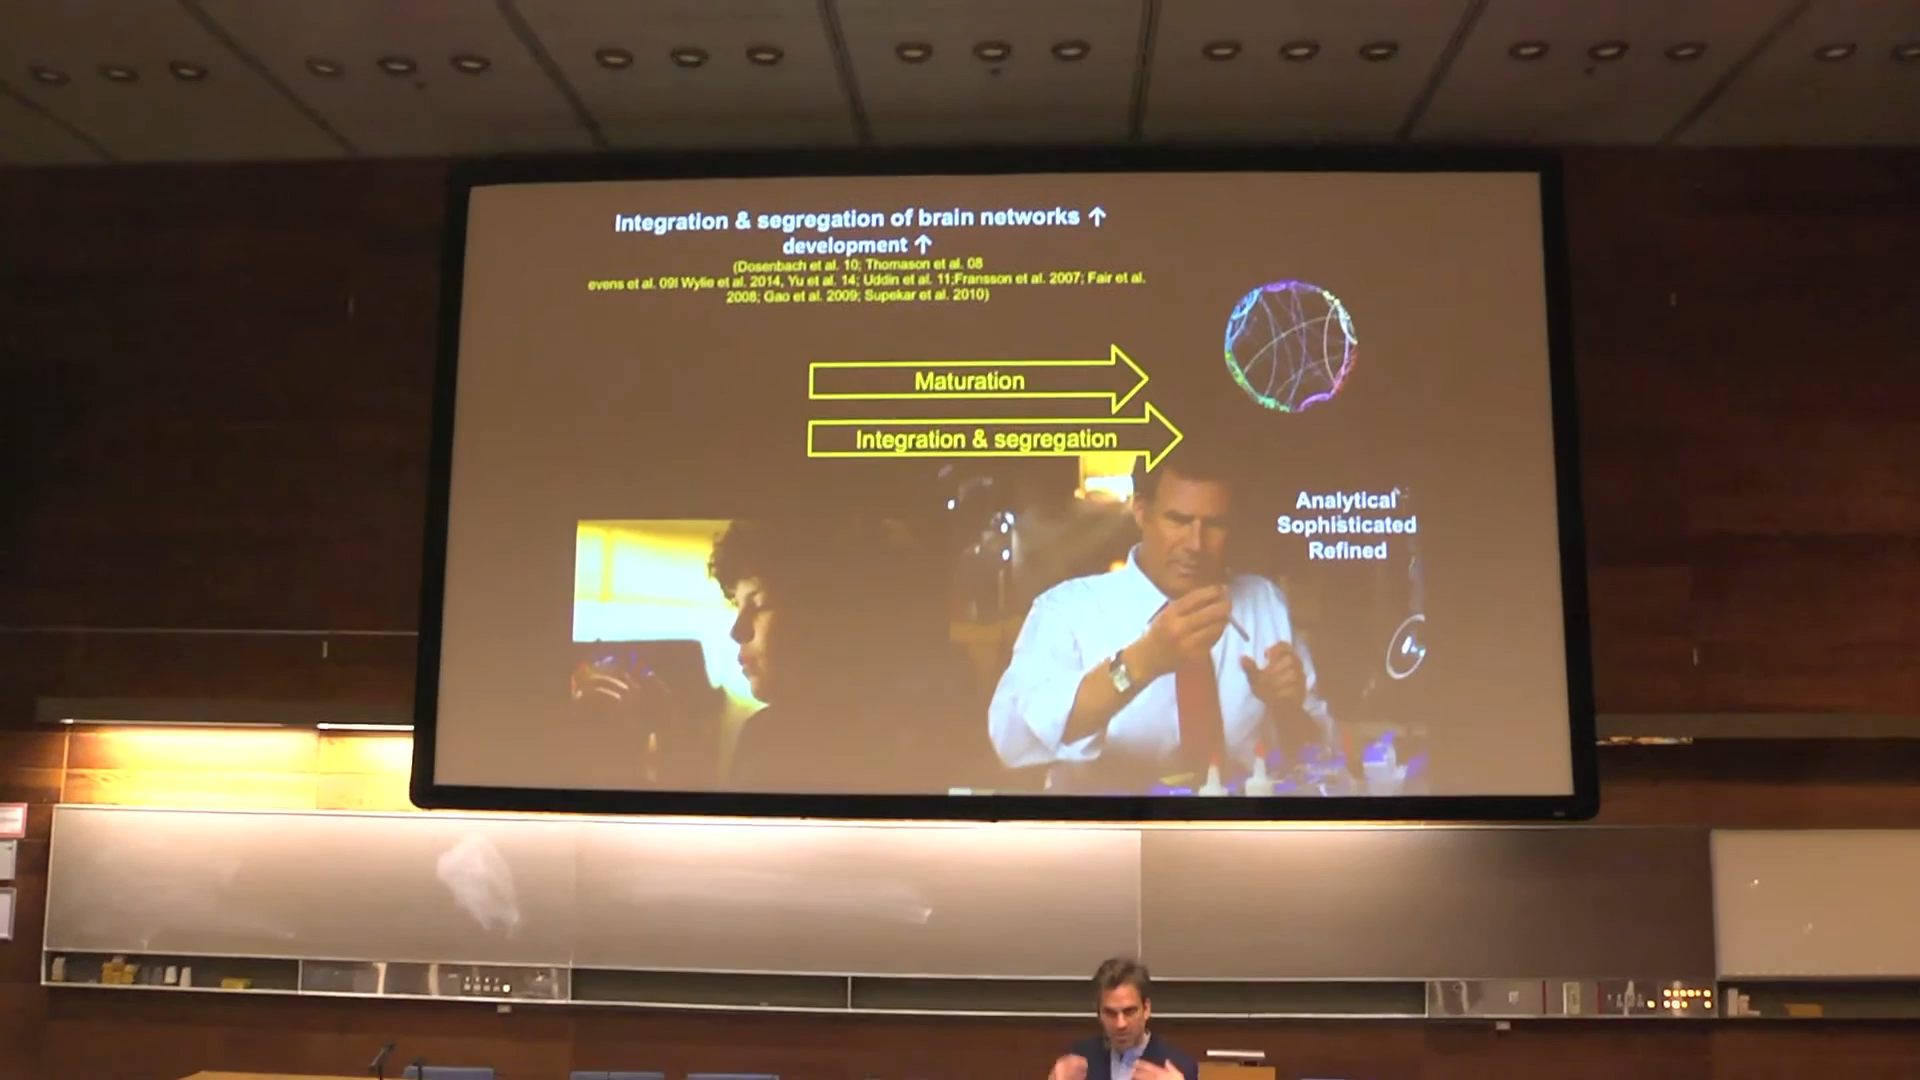 Integration & segregation of brain networks ↑
development ↑
(Dosenbach et al. 10; Thomason et al. 08
evens et al. 09l Wylie et al. 2014, Yu et al. 14; Uddin et al. 11;Fransson et al. 2007; Fair et al.
2008; Gao et al. 2009; Supekar et al. 2010)
Maturation
Integration & segregation
Analytical
Sophisticated
Refined